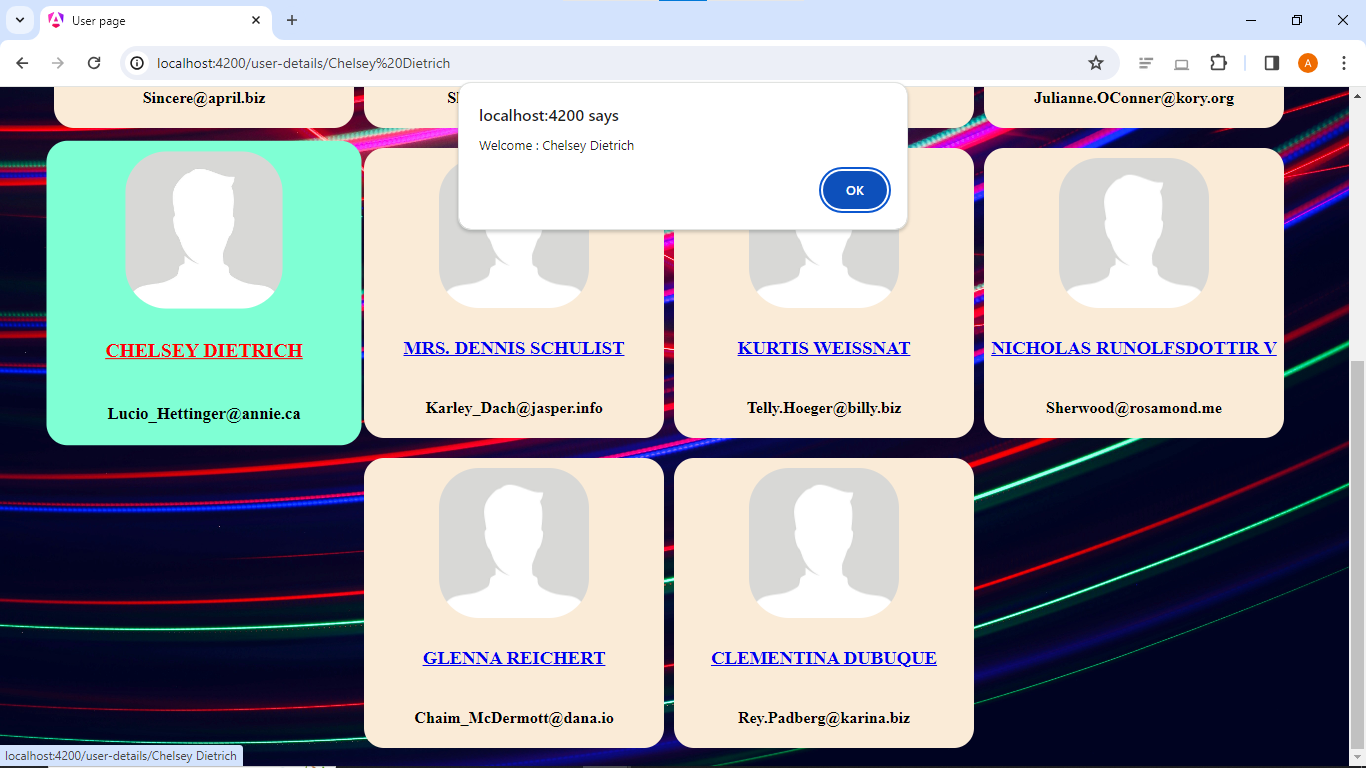 User page
localhost:4200/user-details/Chelsey%20Dietrich
A
localhost:4200 says
Welcome : Chelsey Dietrich
OK
Sincere@april.biz
Julianne.OConner@kory.org
CHELSEY DIETRICH
MRS. DENNIS SCHULIST
KURTIS WEISSNAT
NICHOLAS RUNOLFSDOTTIR V
Lucio_Hettinger@annie.ca
Karley_Dach@jasper.info
Telly.Hoeger@billy.biz
Sherwood@rosamond.me
GLENNA REICHERT
CLEMENTINA DUBUQUE
Chaim_McDermott@dana.io
Rey.Padberg@karina.biz
localhost:4200/user-details/Chelsey Dietrich